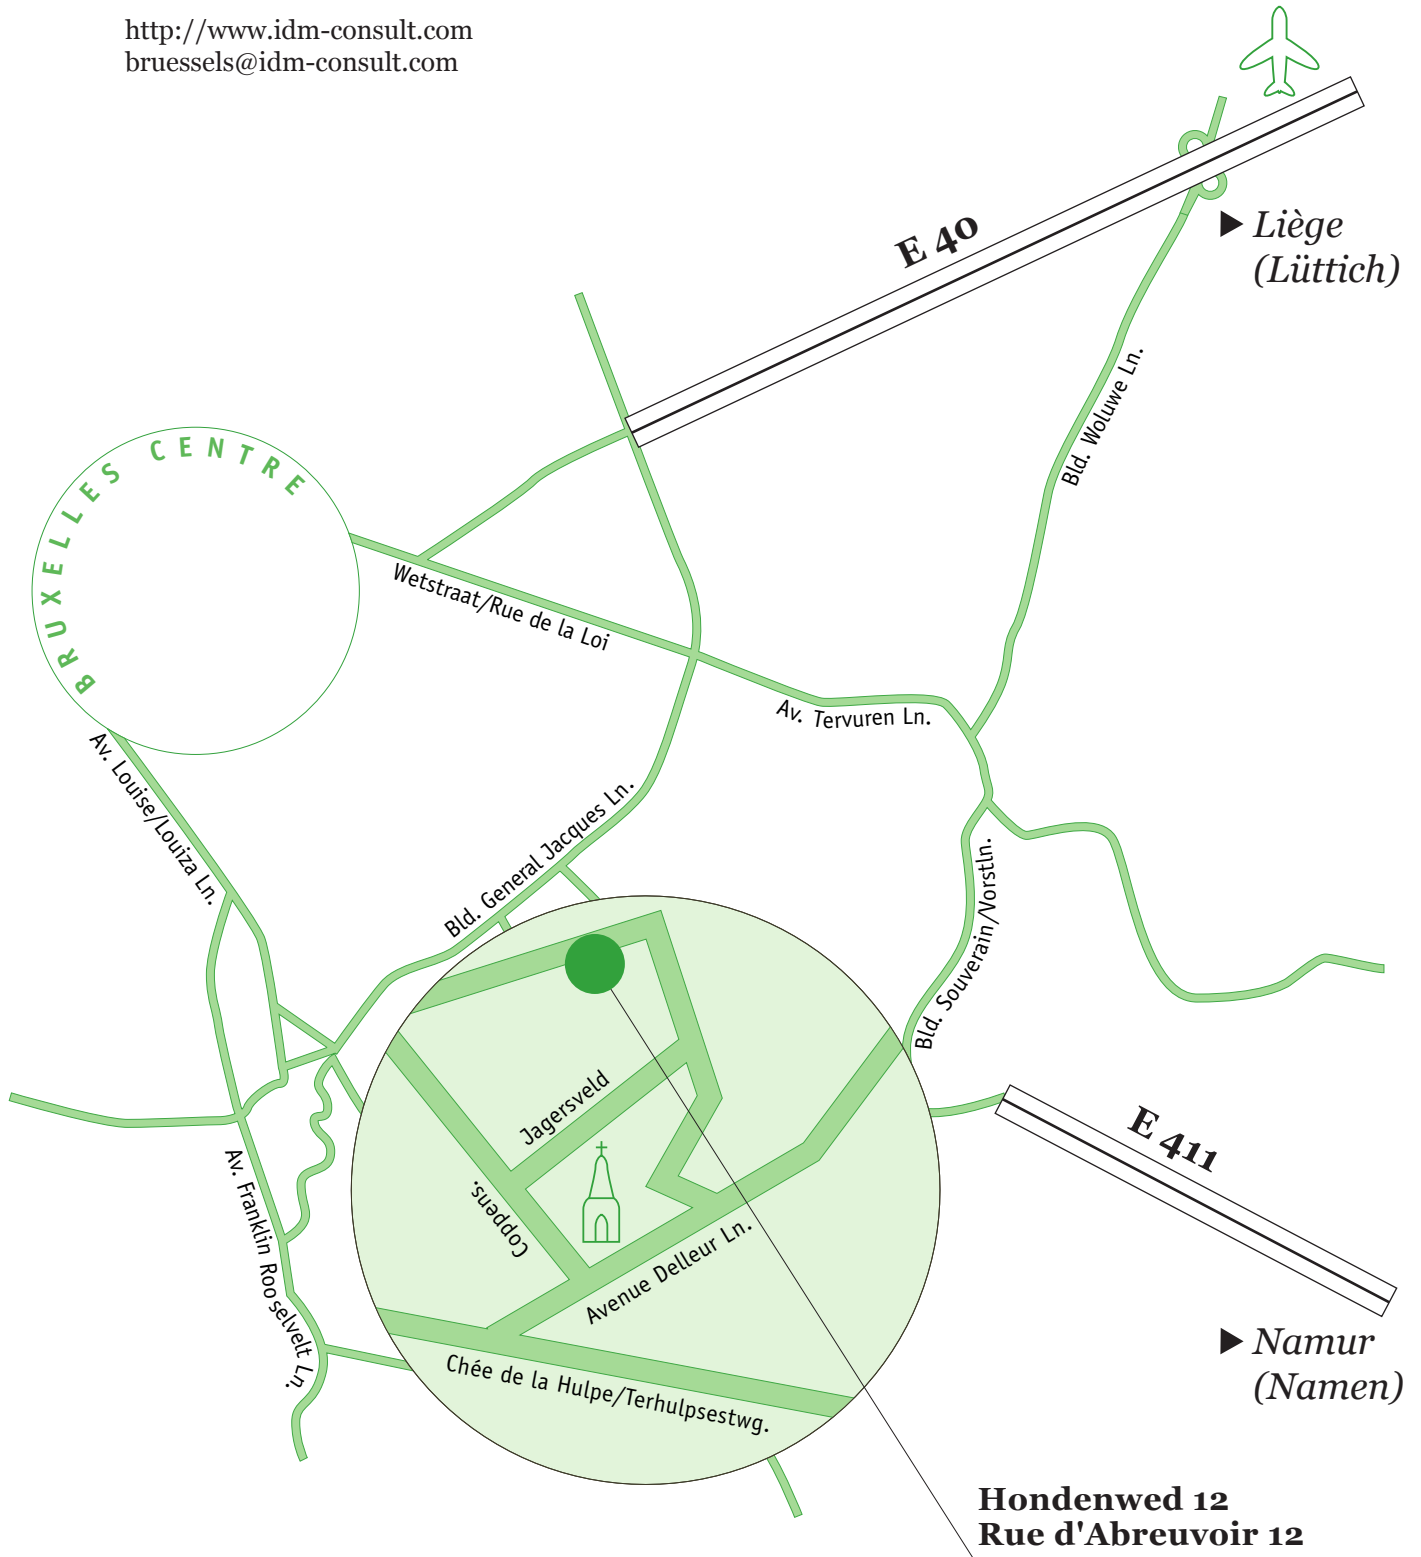 http://www.idm-consult.com
bruessels@idm-consult.com
E 40
Liège
(Lüttich)
Bld. Woluwe Ln.
BRUXELLES CENTRE
Wetstraat/Rue de la Loi
Av. Tervuren Ln.
Av. Louise/Louiza Ln.
Bld. General Jacques Ln.
Bld. Souverain/Vorstln.
Jagersveld
E 411
Coppens.
Av. Franklin Rooselvelt Ln.
Avenue Delleur Ln.
Namur
(Namen)
Chée de la Hulpe/Terhulpsestwg.
Hondenwed 12
Rue d'Abreuvoir 12